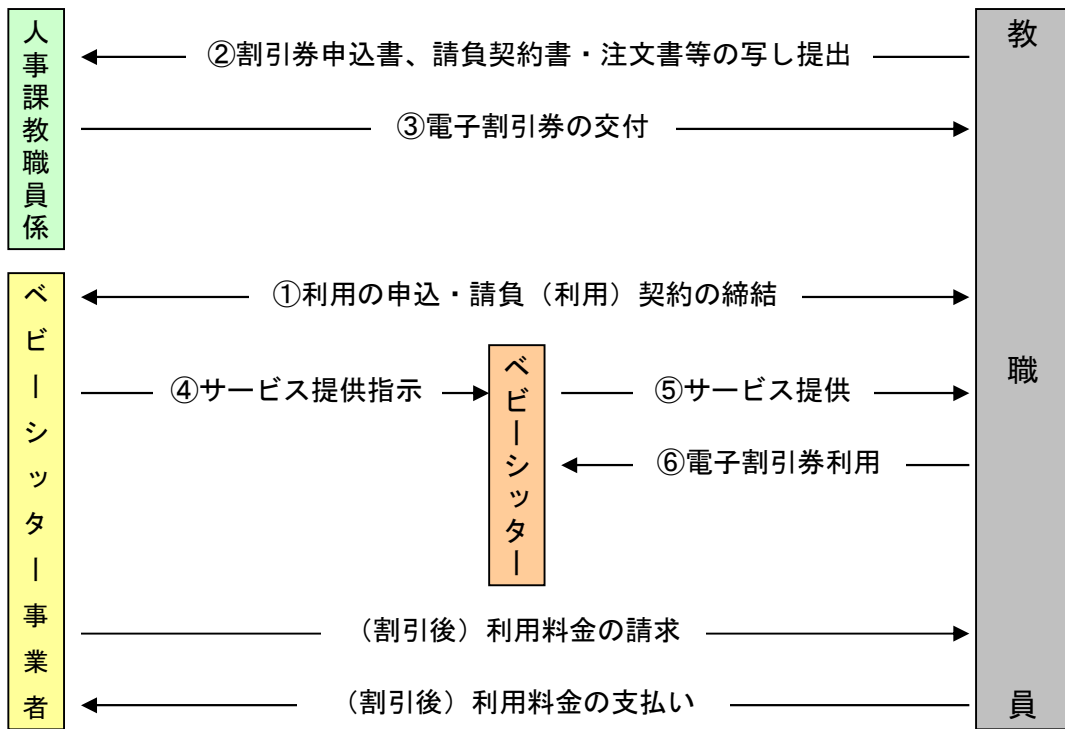 人事課教職員係
教職員
②割引券申込書、請負契約書・注文書等の写し提出
③電子割引券の交付
ベビーシッター事業者
①利用の申込・請負（利用）契約の締結
④サービス提供指示
ベビーシッター
⑤サービス提供
⑥電子割引券利用
（割引後）利用料金の請求
（割引後）利用料金の支払い